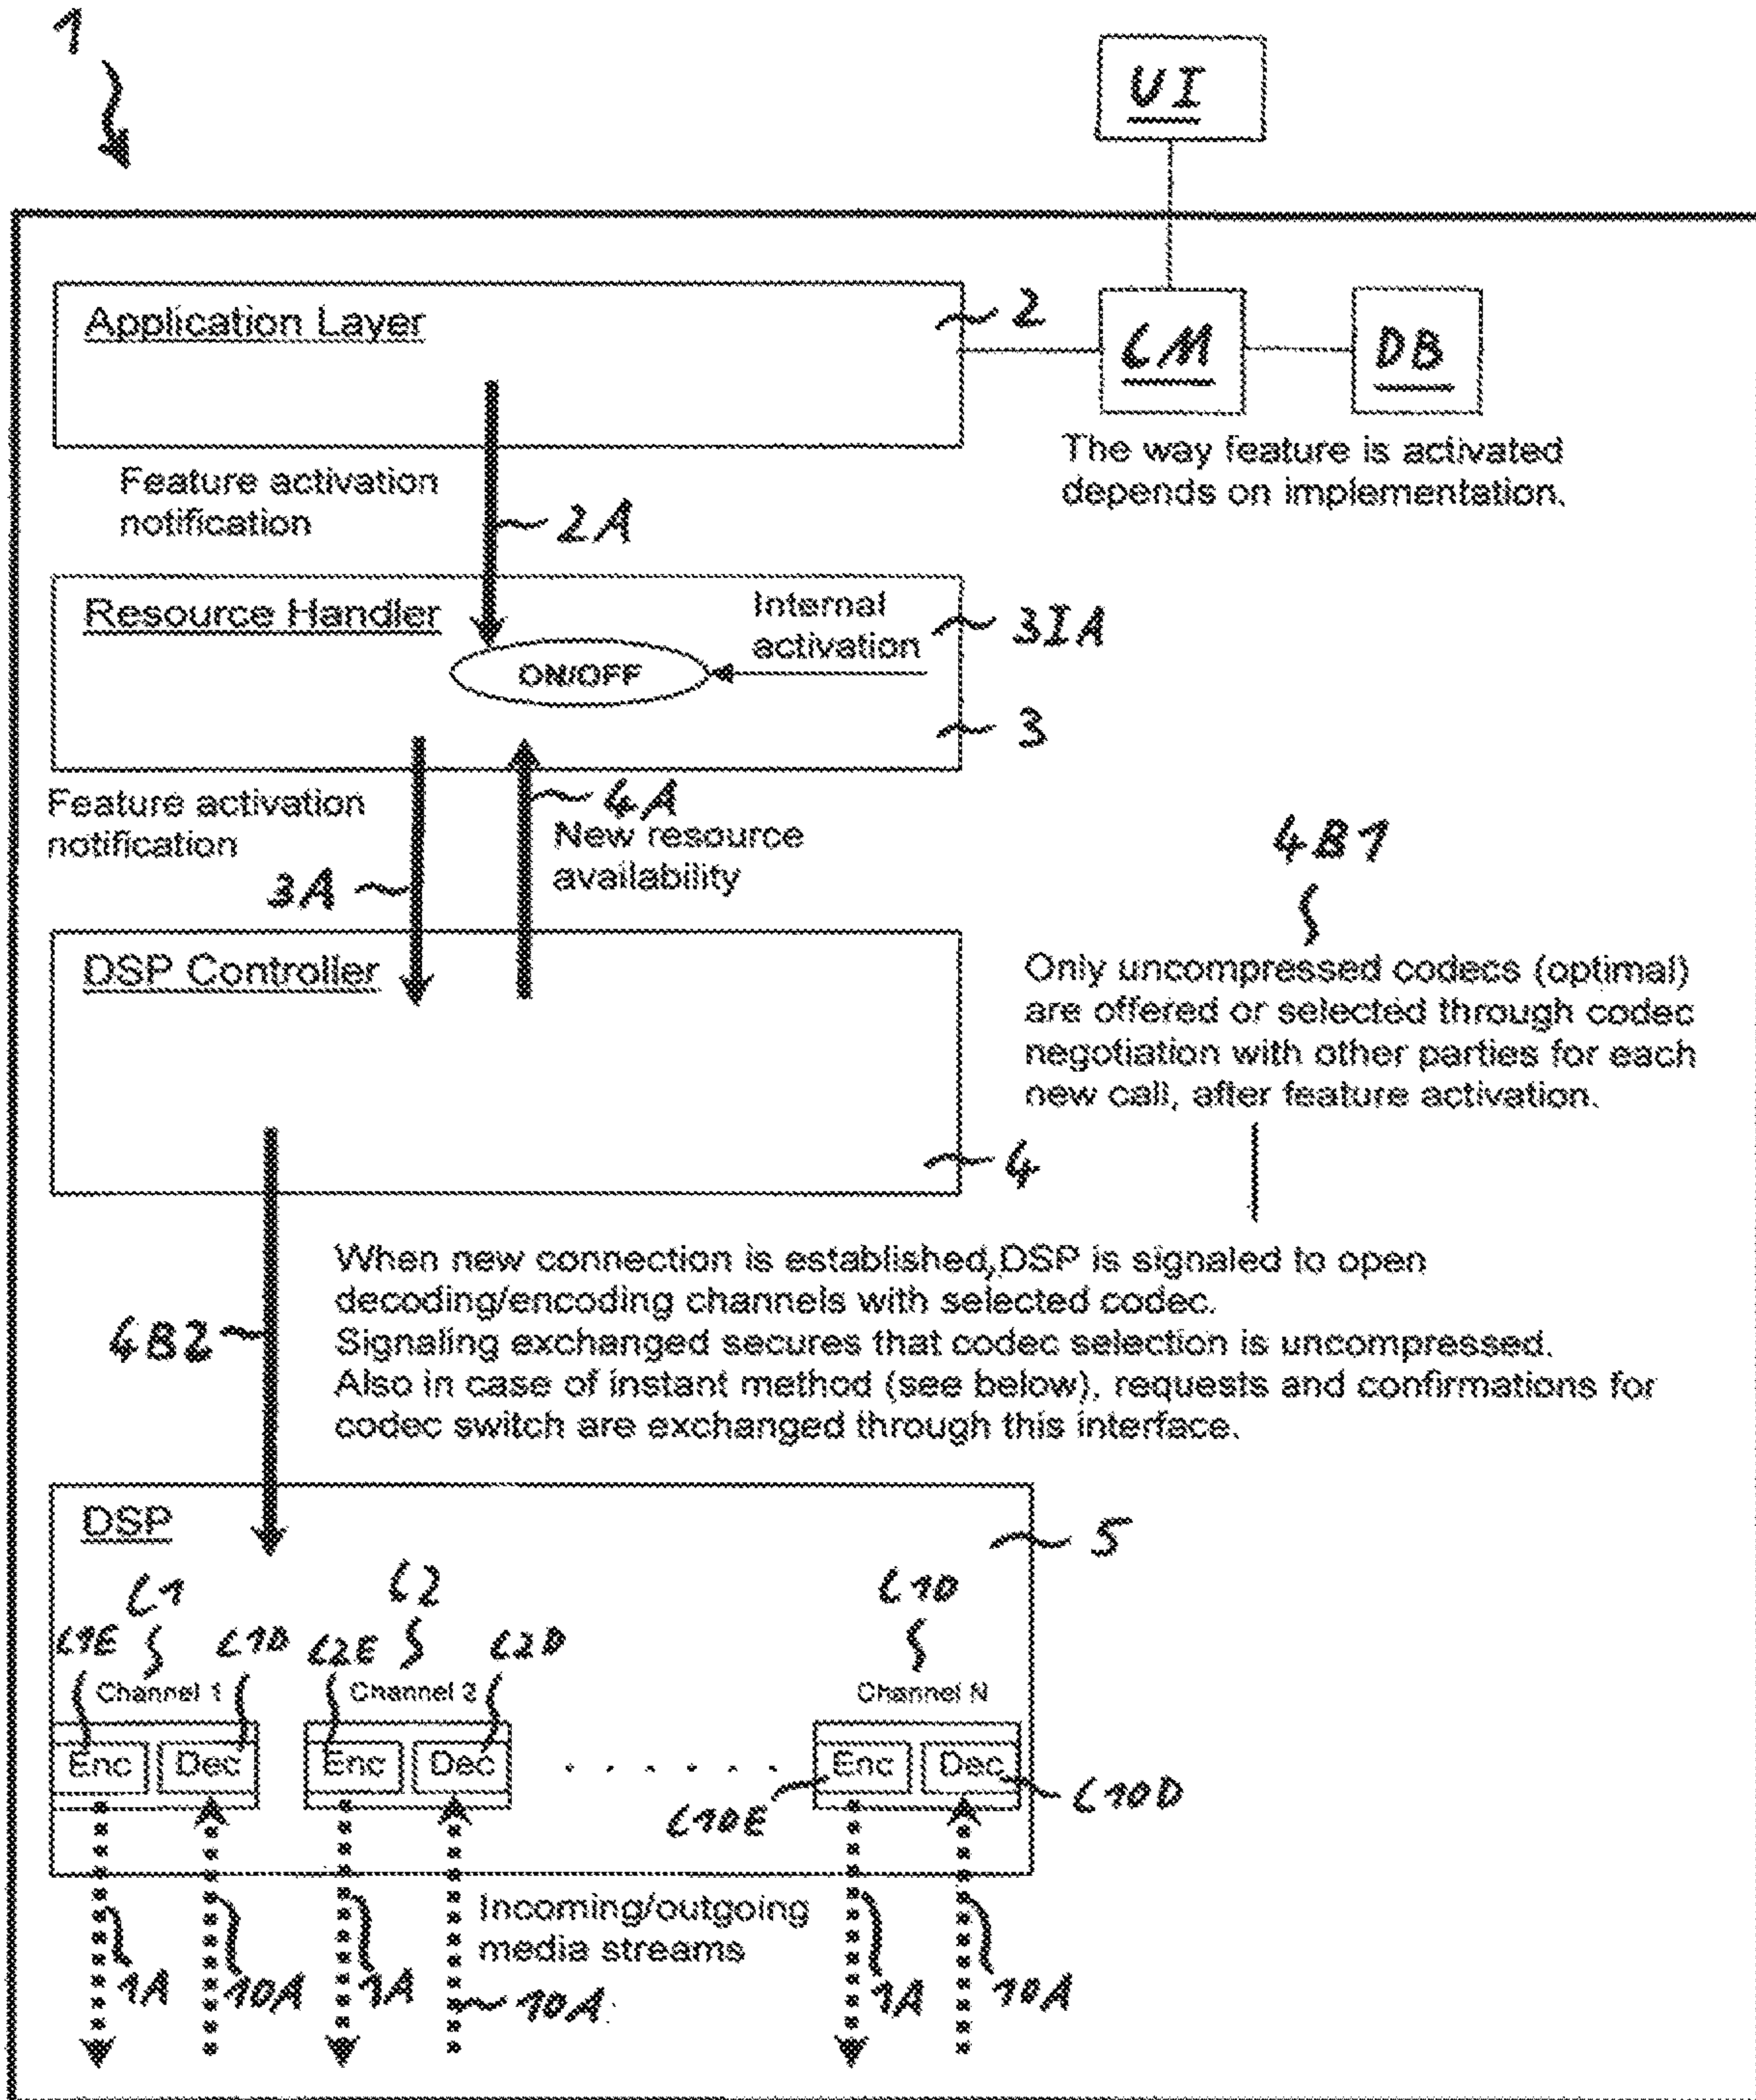 1
UI
Application Layer
2
CM
DB
The way feature is activated
depends on implementation.
Feature activation
notification
2A
Resource Handler
Internal
activation
3IA
ON/OFF
3
Feature activation
notification
4A
New resource
availability
3A
4B1
DSP Controller
Only uncompressed codecs (optimal)
are offered or selected through codec
negotiation with other parties for each
new call, after feature activation.
4
When new connection is established, DSP is signaled to open
decoding/encoding channels with selected codec.
4B2
Signaling exchanged secures that codec selection is uncompressed.
Also in case of instant method (see below), requests and confirmations for
codec switch are exchanged through this interface.
DSP
5
C1
C2
C10
C1E
C1D
C2E
C2D
Channel 1
Channel 2
Channel N
Enc
Dec
Enc
Dec
. . . . . .
Enc
Dec
C10E
C10D
Incoming/outgoing
media streams
1A
10A
1A
10A
1A
10A